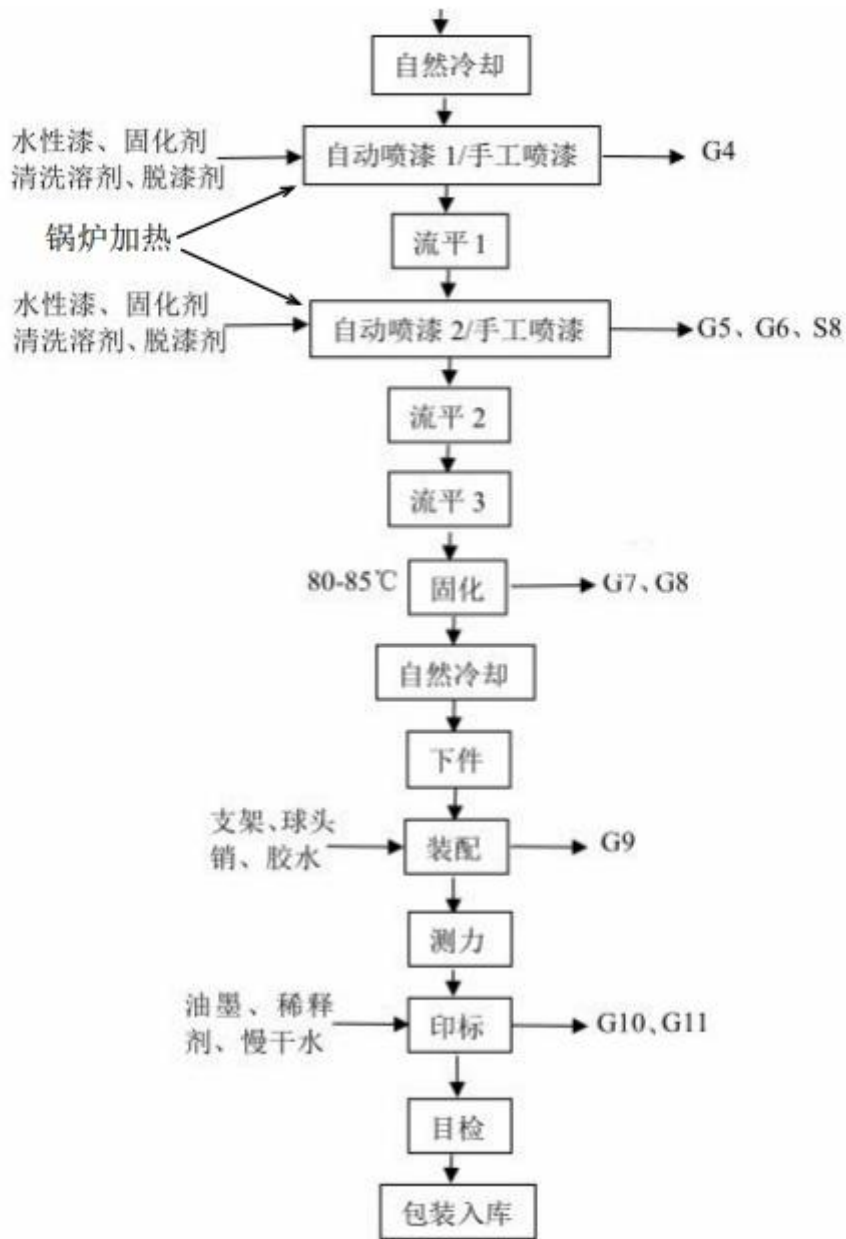 自然冷却
水性漆、固化剂
清洗溶剂、脱漆剂
自动喷漆 1/手工喷漆
G4
锅炉加热
流平 1
水性漆、固化剂
清洗溶剂、脱漆剂
自动喷漆 2/手工喷漆
G5、G6、S8
流平 2
流平 3
80-85℃
固化
G7、G8
自然冷却
下件
支架、球头
销、胶水
装配
G9
测力
油墨、稀释
剂、慢干水
印标
G10、G11
目检
包装入库